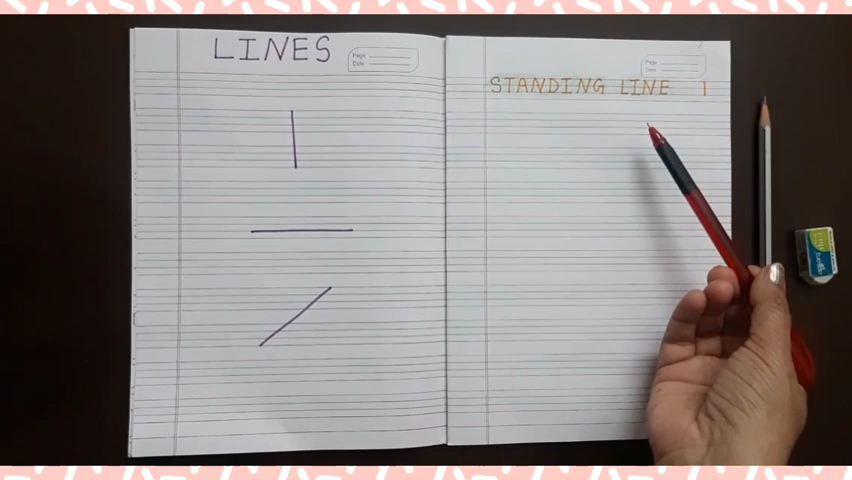 LINES
Page
Date
Page
Date
STANDING LINE |